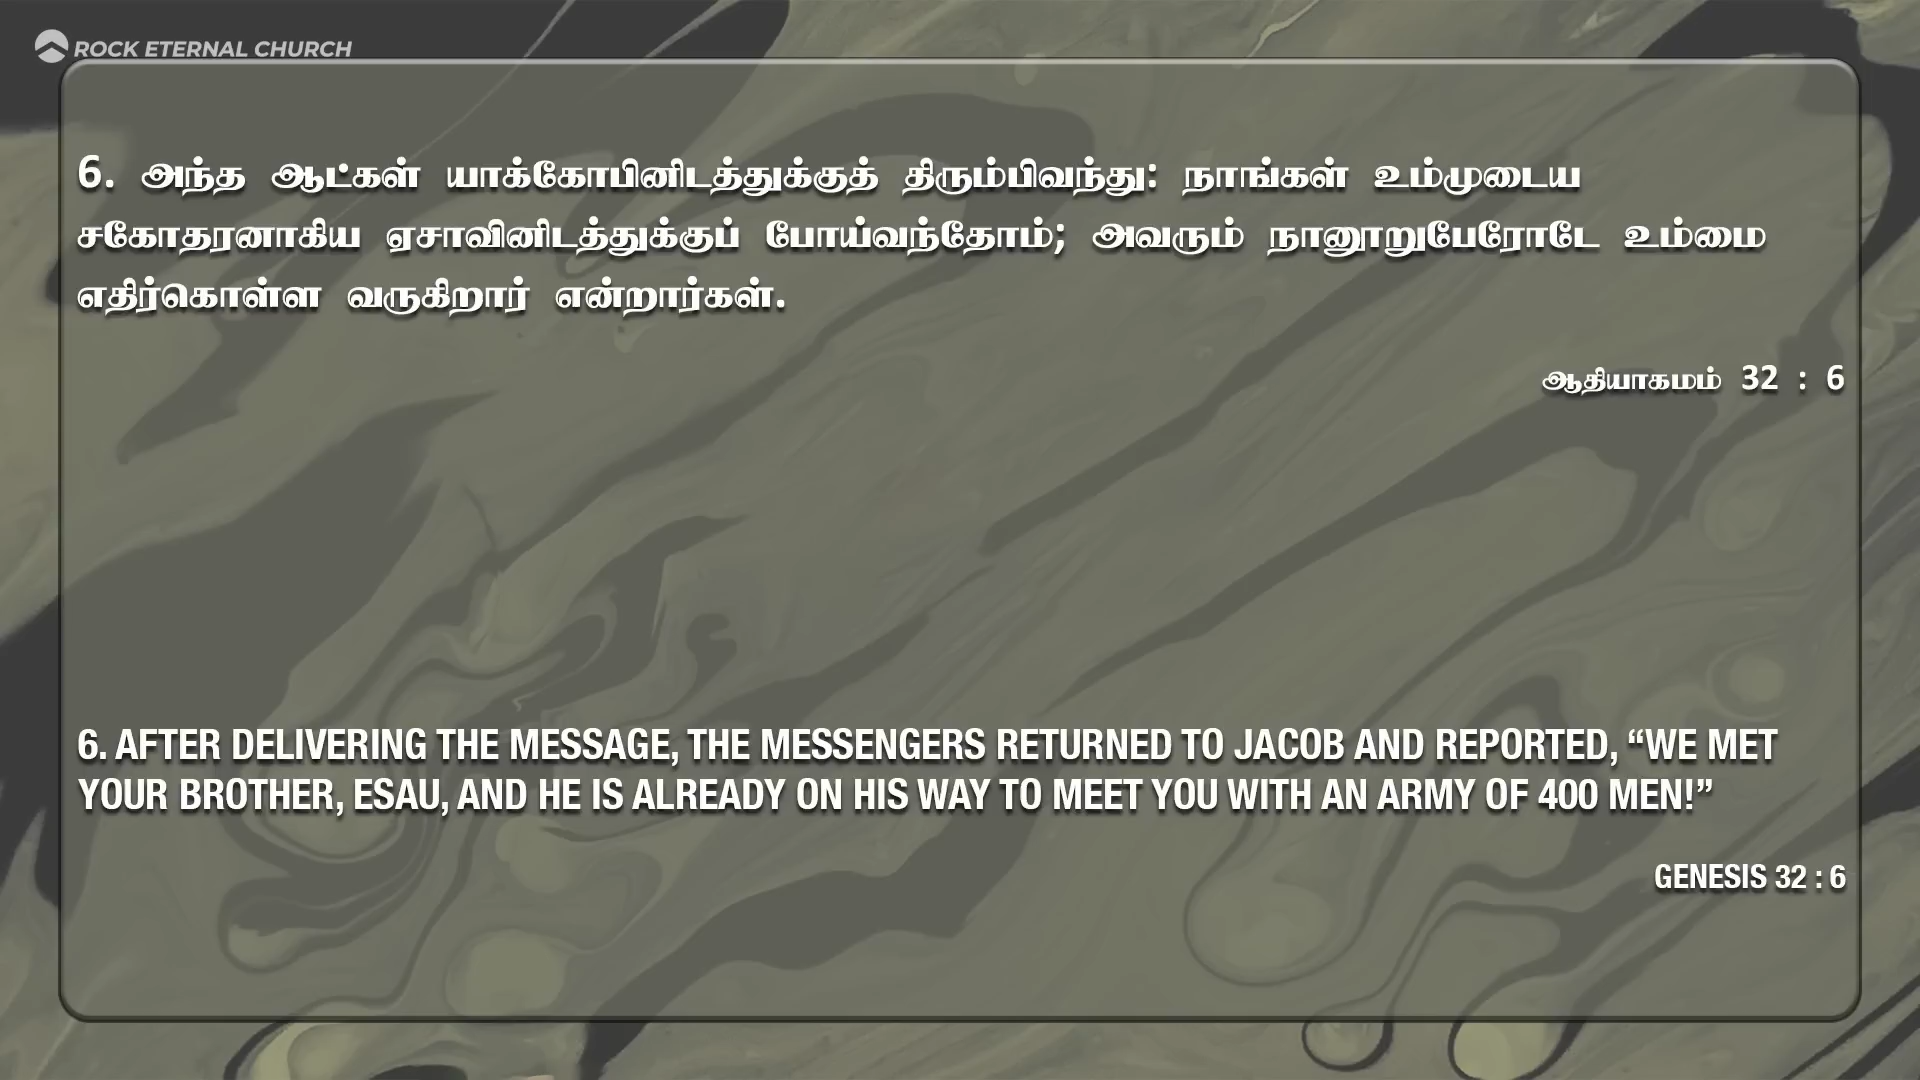 ROCK ETERNAL CHURCH
6. அந்த ஆட்கள் யாக்கோபினிடத்துக்குத் திரும்பிவந்து: நாங்கள் உம்முடைய
சகோதரனாகிய ஏசாவினிடத்துக்குப் போய்வந்தோம்; அவரும் நானூறுபேரோடே உம்மை
எதிர்கொள்ள வருகிறார் என்றார்கள்.
ஆதியாகமம் 32 : 6
6. AFTER DELIVERING THE MESSAGE, THE MESSENGERS RETURNED TO JACOB AND REPORTED, “WE MET
YOUR BROTHER, ESAU, AND HE IS ALREADY ON HIS WAY TO MEET YOU WITH AN ARMY OF 400 MEN!”
GENESIS 32 : 6